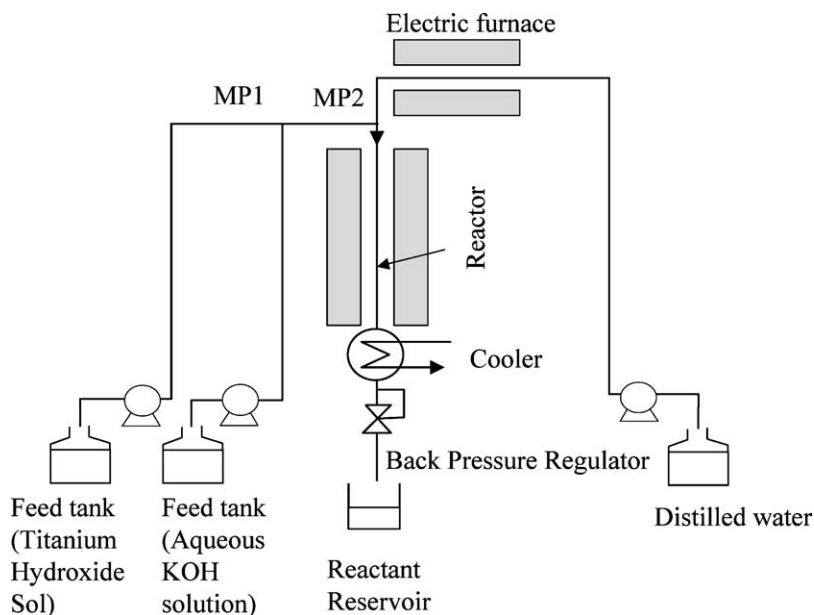 Electric furnace
MP1
MP2
Reactor
Cooler
Back Pressure Regulator
Feed tank
(Titanium
Hydroxide
Sol)
Feed tank
(Aqueous
KOH
solution)
Reactant
Reservoir
Distilled water